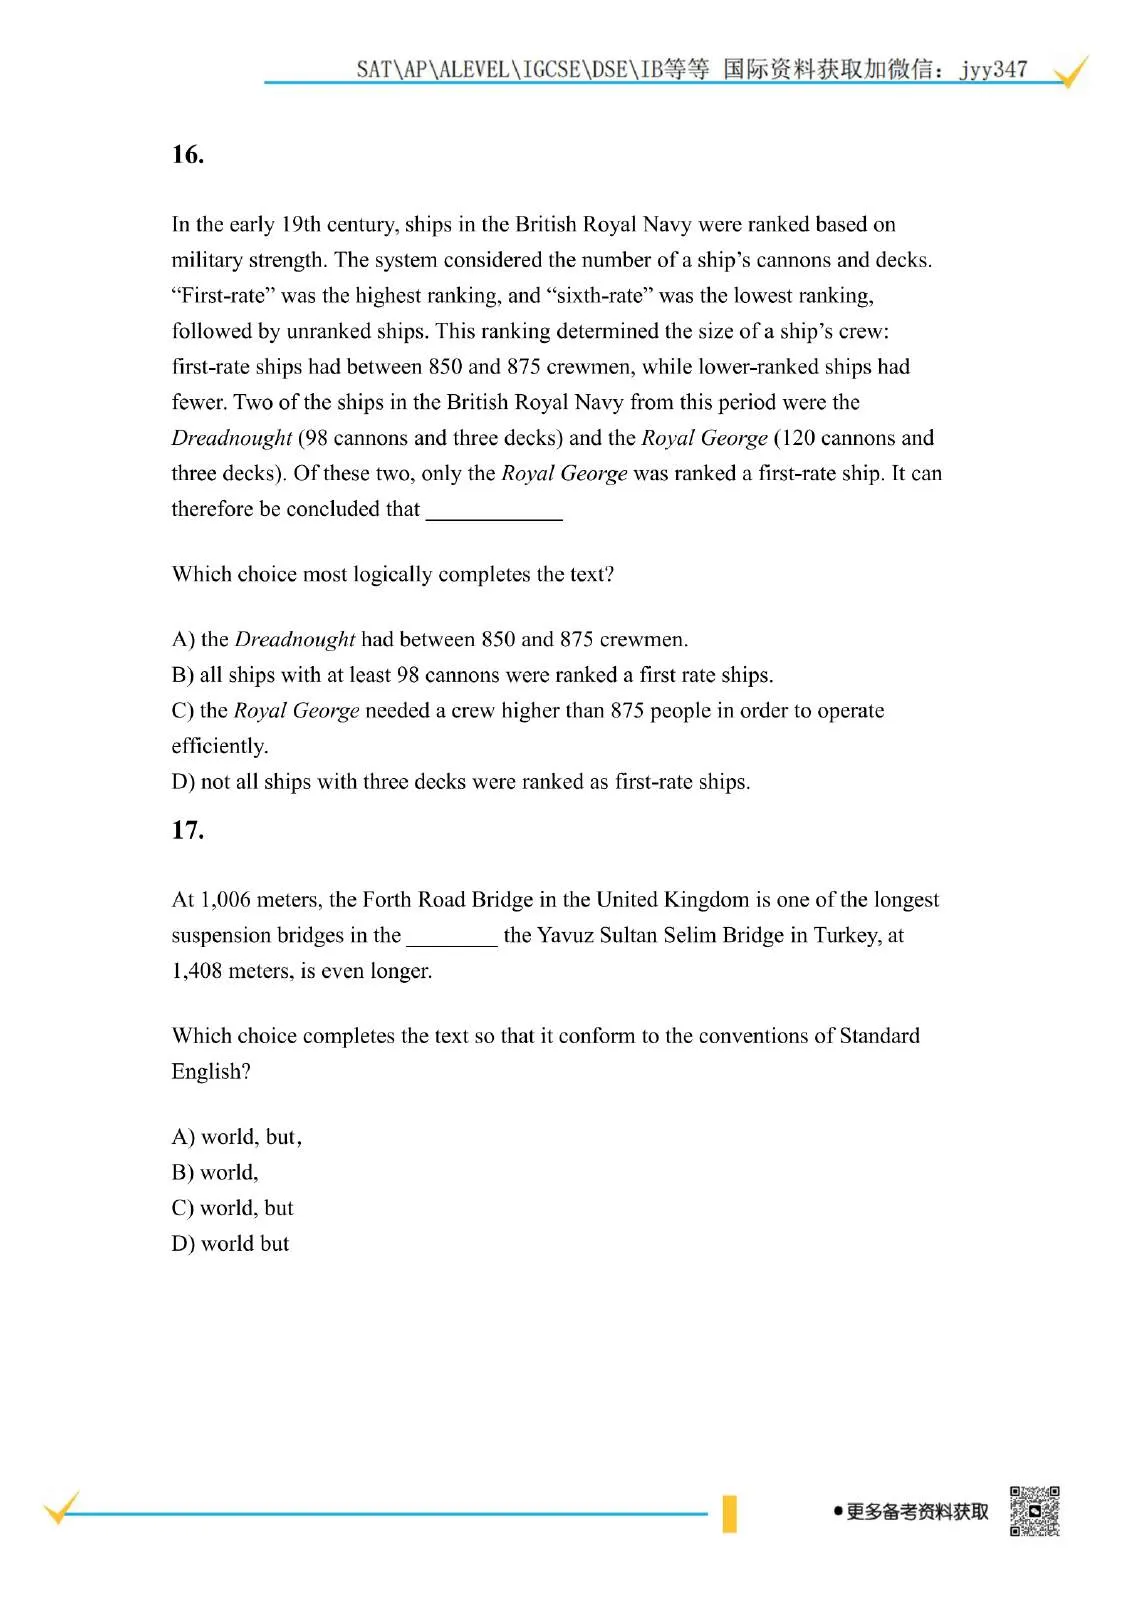 SAT\AP\ALEVEL\IGCSE\DSE\IB等等 国际资料获取加微信：jyy347
16.
In the early 19th century, ships in the British Royal Navy were ranked based on
military strength. The system considered the number of a ship’s cannons and decks.
“First-rate” was the highest ranking, and “sixth-rate” was the lowest ranking,
followed by unranked ships. This ranking determined the size of a ship’s crew:
first-rate ships had between 850 and 875 crewmen, while lower-ranked ships had
fewer. Two of the ships in the British Royal Navy from this period were the
Dreadnought (98 cannons and three decks) and the Royal George (120 cannons and
three decks). Of these two, only the Royal George was ranked a first-rate ship. It can
therefore be concluded that ____________
Which choice most logically completes the text?
A) the Dreadnought had between 850 and 875 crewmen.
B) all ships with at least 98 cannons were ranked a first rate ships.
C) the Royal George needed a crew higher than 875 people in order to operate
efficiently.
D) not all ships with three decks were ranked as first-rate ships.
17.
At 1,006 meters, the Forth Road Bridge in the United Kingdom is one of the longest
suspension bridges in the ________ the Yavuz Sultan Selim Bridge in Turkey, at
1,408 meters, is even longer.
Which choice completes the text so that it conform to the conventions of Standard
English?
A) world, but，
B) world,
C) world, but
D) world but
•更多备考资料获取